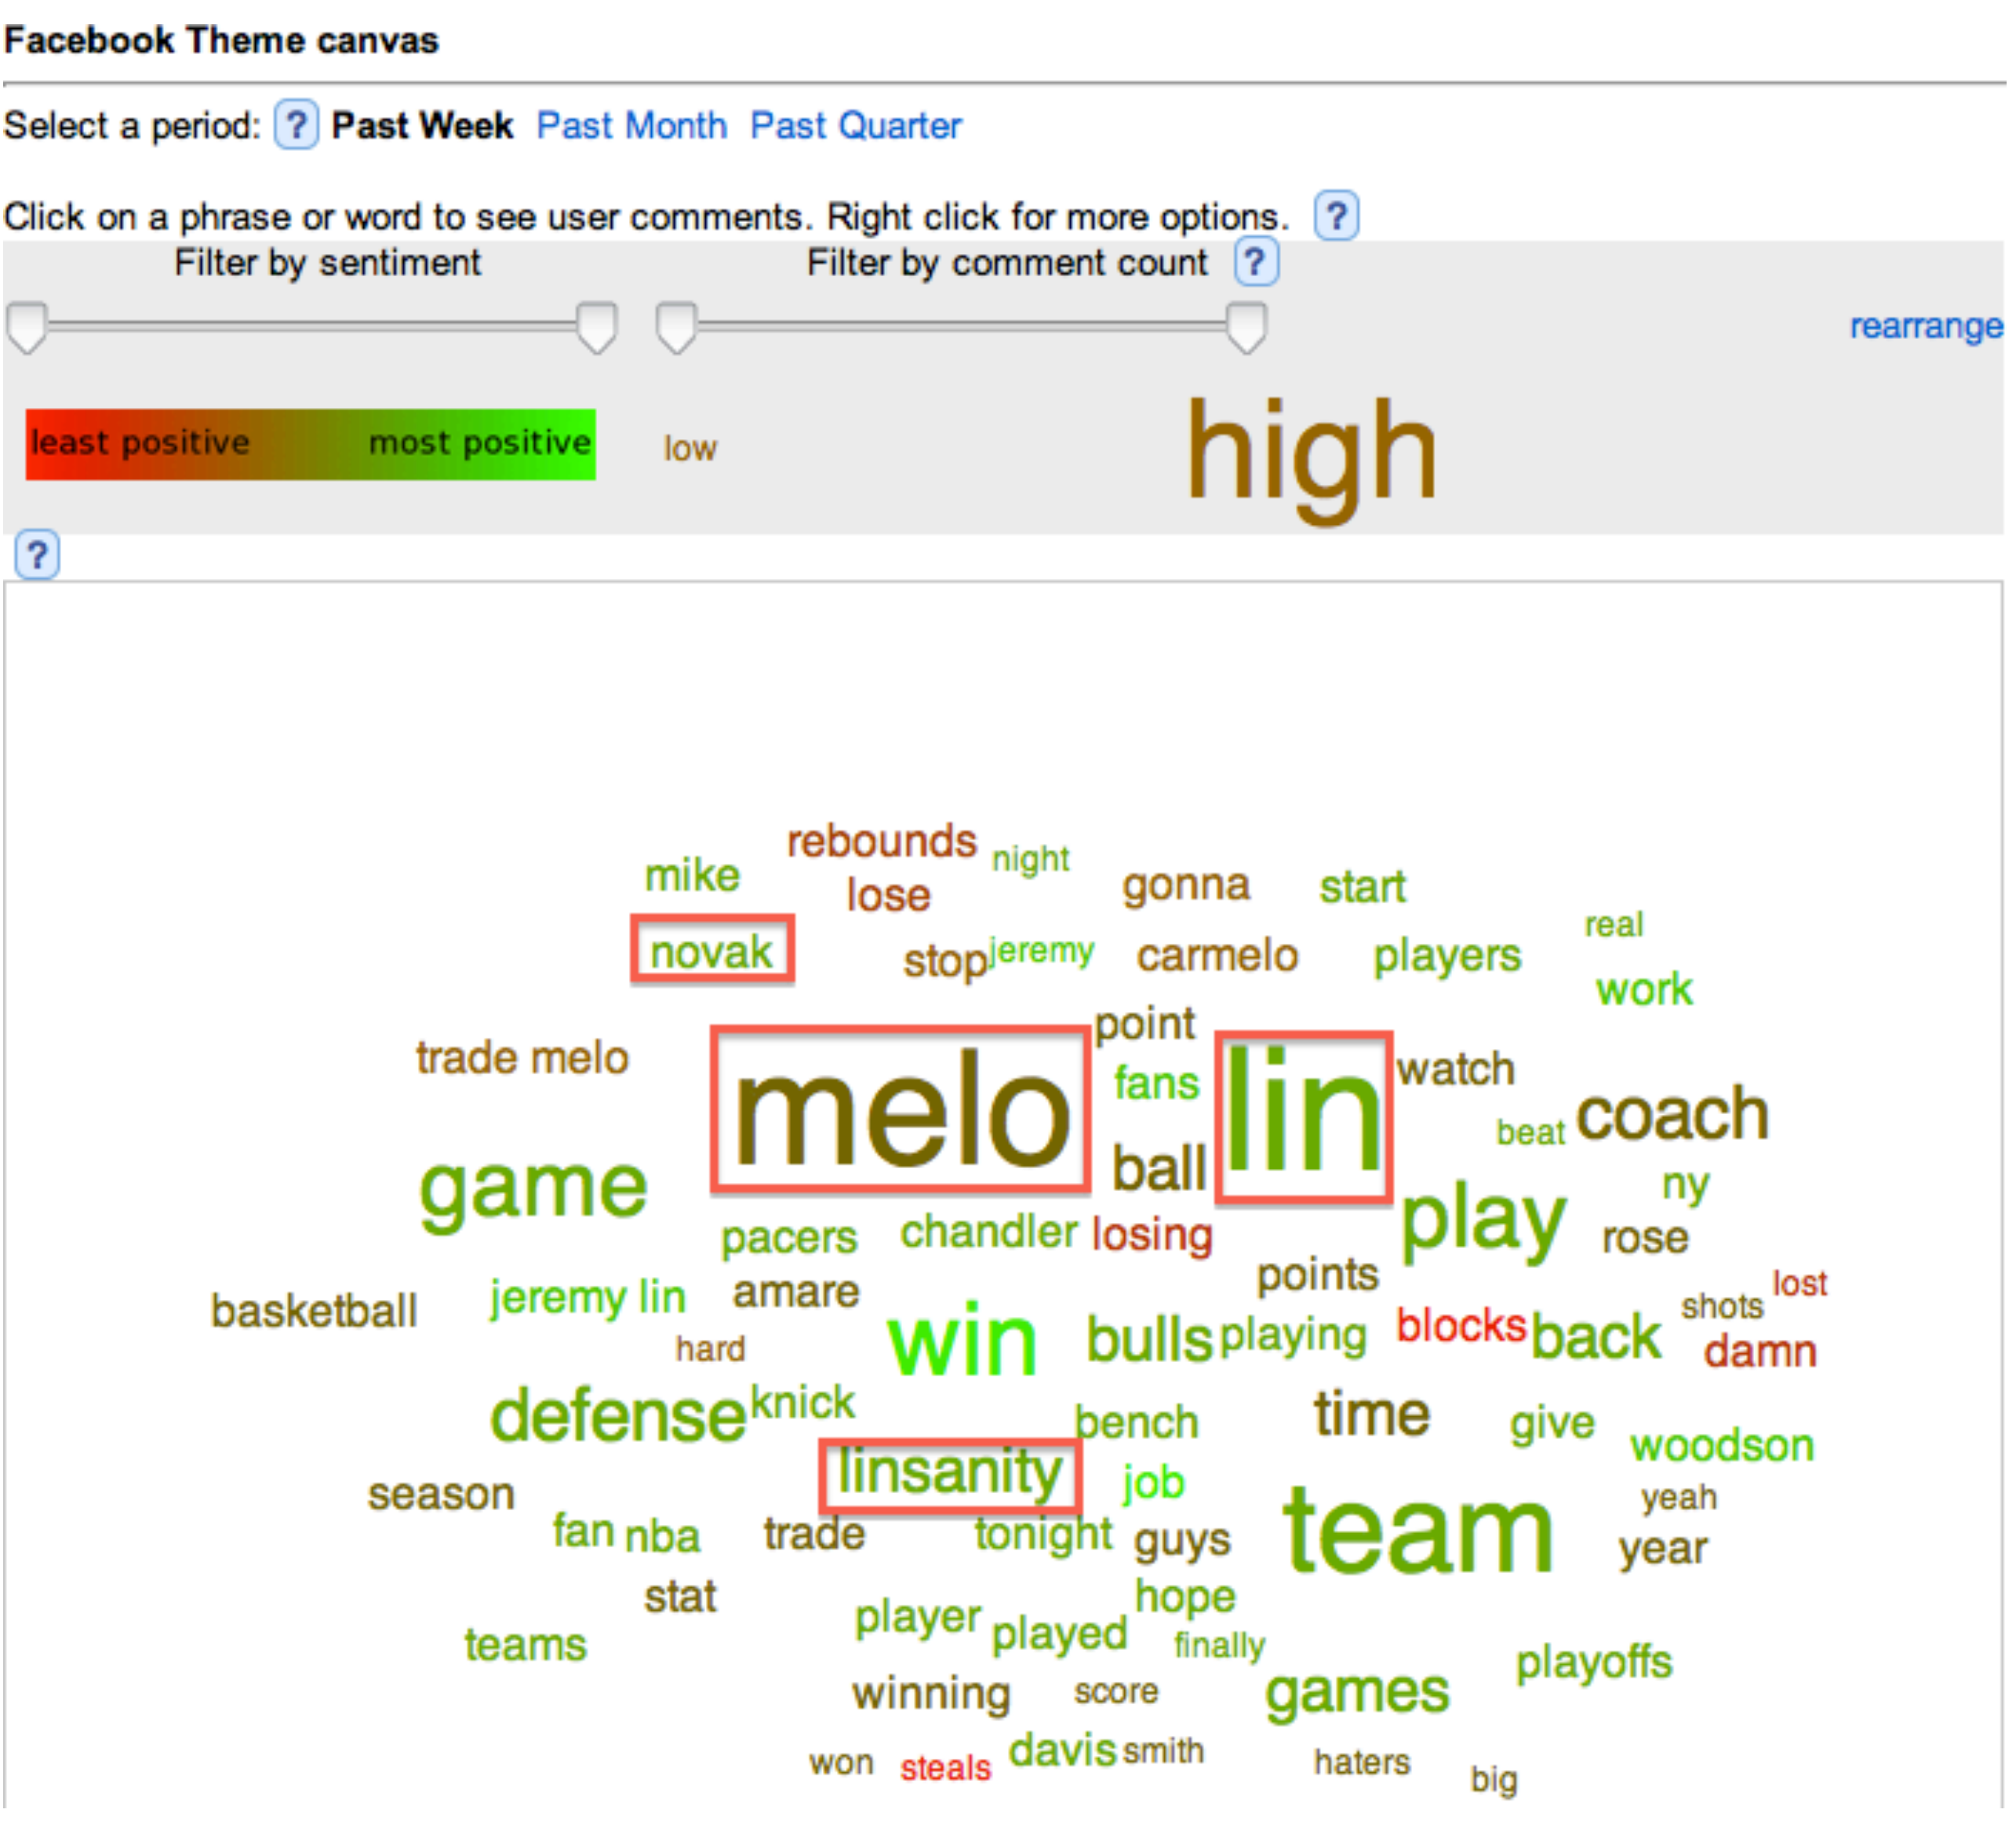 Facebook Theme canvas
Select a period: ? Past Week Past Month Past Quarter
Click on a phrase or word to see user comments. Right click for more options. ?
Filter by sentiment Filter by comment count ?
rearrange
least positive most positive low high
?
rebounds night
mike lose gonna start
real
novak stop jeremy carmelo players
work
point
trade melo melo fans lin watch
beat coach
ball
game play ny
pacers chandler losing rose
points
basketball jeremy lin amare shots lost
hard win bulls playing blocks back damn
defense knick bench time give
woodson
linsanity job
season team yeah
fan nba trade tonight guys year
stat hope
player played finally
teams playoffs
winning score games
won steals davis smith haters big